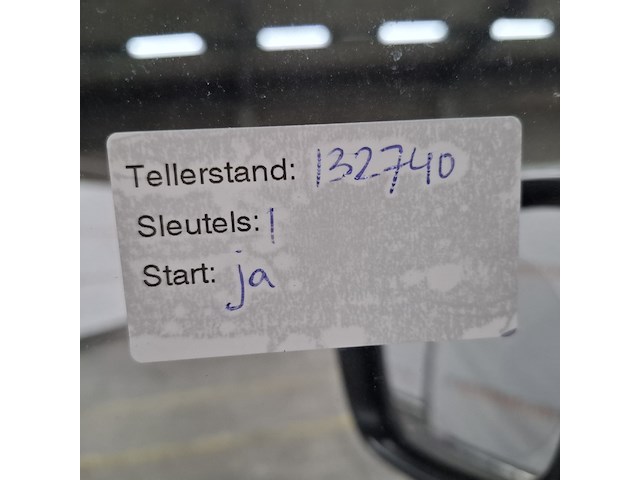 Tellerstand: 132740
Sleutels: 1
Start: ja